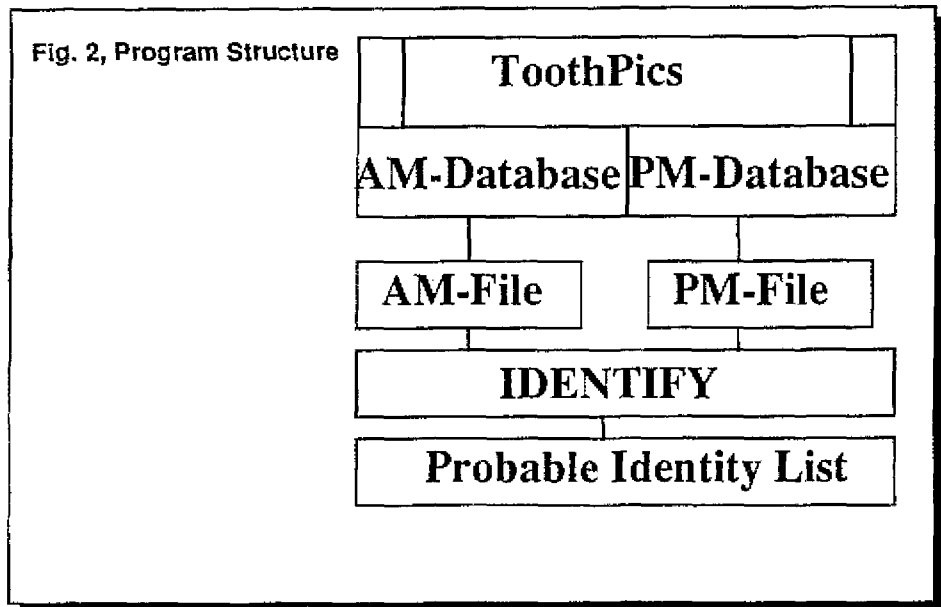 Fig. 2, Program Structure
ToothPics
AM-Database PM-Database
AM-File PM-File
IDENTIFY
Probable Identity List